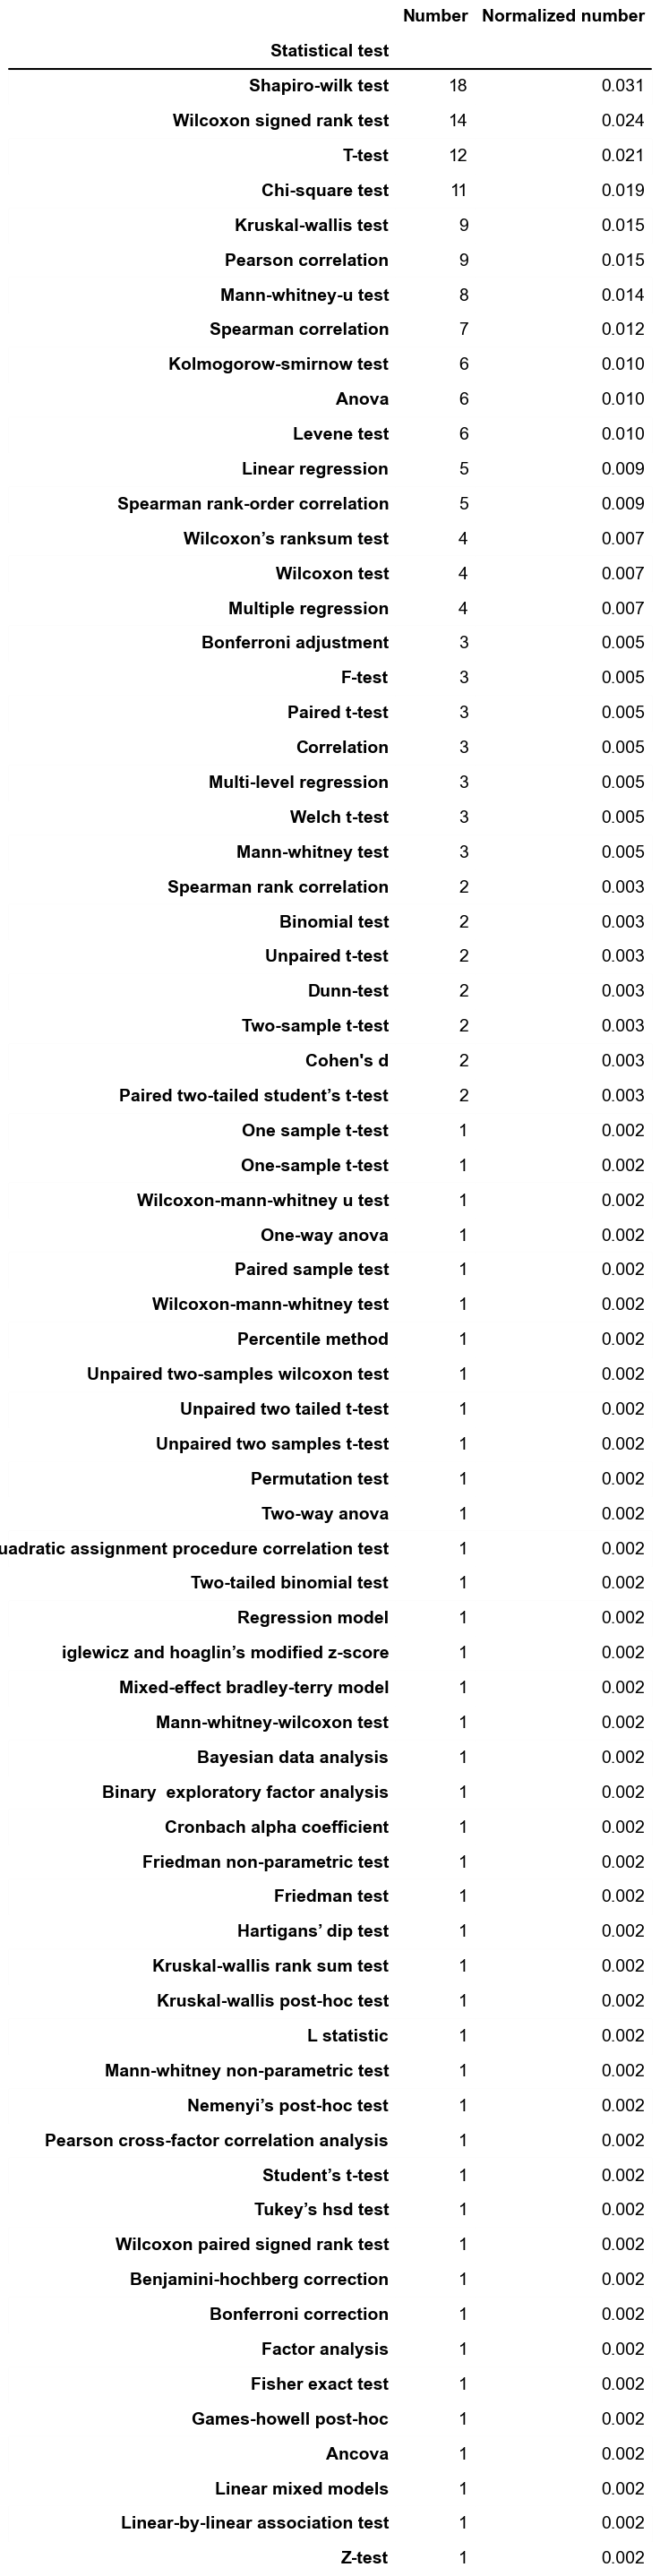 Number Normalized number
Statistical test
Shapiro-wilk test 18 0.031
Wilcoxon signed rank test 14 0.024
T-test 12 0.021
Chi-square test 11 0.019
Kruskal-wallis test 9 0.015
Pearson correlation 9 0.015
Mann-whitney-u test 8 0.014
Spearman correlation 7 0.012
Kolmogorow-smirnow test 6 0.010
Anova 6 0.010
Levene test 6 0.010
Linear regression 5 0.009
Spearman rank-order correlation 5 0.009
Wilcoxon’s ranksum test 4 0.007
Wilcoxon test 4 0.007
Multiple regression 4 0.007
Bonferroni adjustment 3 0.005
F-test 3 0.005
Paired t-test 3 0.005
Correlation 3 0.005
Multi-level regression 3 0.005
Welch t-test 3 0.005
Mann-whitney test 3 0.005
Spearman rank correlation 2 0.003
Binomial test 2 0.003
Unpaired t-test 2 0.003
Dunn-test 2 0.003
Two-sample t-test 2 0.003
Cohen's d 2 0.003
Paired two-tailed student’s t-test 2 0.003
One sample t-test 1 0.002
One-sample t-test 1 0.002
Wilcoxon-mann-whitney u test 1 0.002
One-way anova 1 0.002
Paired sample test 1 0.002
Wilcoxon-mann-whitney test 1 0.002
Percentile method 1 0.002
Unpaired two-samples wilcoxon test 1 0.002
Unpaired two tailed t-test 1 0.002
Unpaired two samples t-test 1 0.002
Permutation test 1 0.002
Two-way anova 1 0.002
uadratic assignment procedure correlation test 1 0.002
Two-tailed binomial test 1 0.002
Regression model 1 0.002
iglewicz and hoaglin’s modified z-score 1 0.002
Mixed-effect bradley-terry model 1 0.002
Mann-whitney-wilcoxon test 1 0.002
Bayesian data analysis 1 0.002
Binary  exploratory factor analysis 1 0.002
Cronbach alpha coefficient 1 0.002
Friedman non-parametric test 1 0.002
Friedman test 1 0.002
Hartigans’ dip test 1 0.002
Kruskal-wallis rank sum test 1 0.002
Kruskal-wallis post-hoc test 1 0.002
L statistic 1 0.002
Mann-whitney non-parametric test 1 0.002
Nemenyi’s post-hoc test 1 0.002
Pearson cross-factor correlation analysis 1 0.002
Student’s t-test 1 0.002
Tukey’s hsd test 1 0.002
Wilcoxon paired signed rank test 1 0.002
Benjamini-hochberg correction 1 0.002
Bonferroni correction 1 0.002
Factor analysis 1 0.002
Fisher exact test 1 0.002
Games-howell post-hoc 1 0.002
Ancova 1 0.002
Linear mixed models 1 0.002
Linear-by-linear association test 1 0.002
Z-test 1 0.002